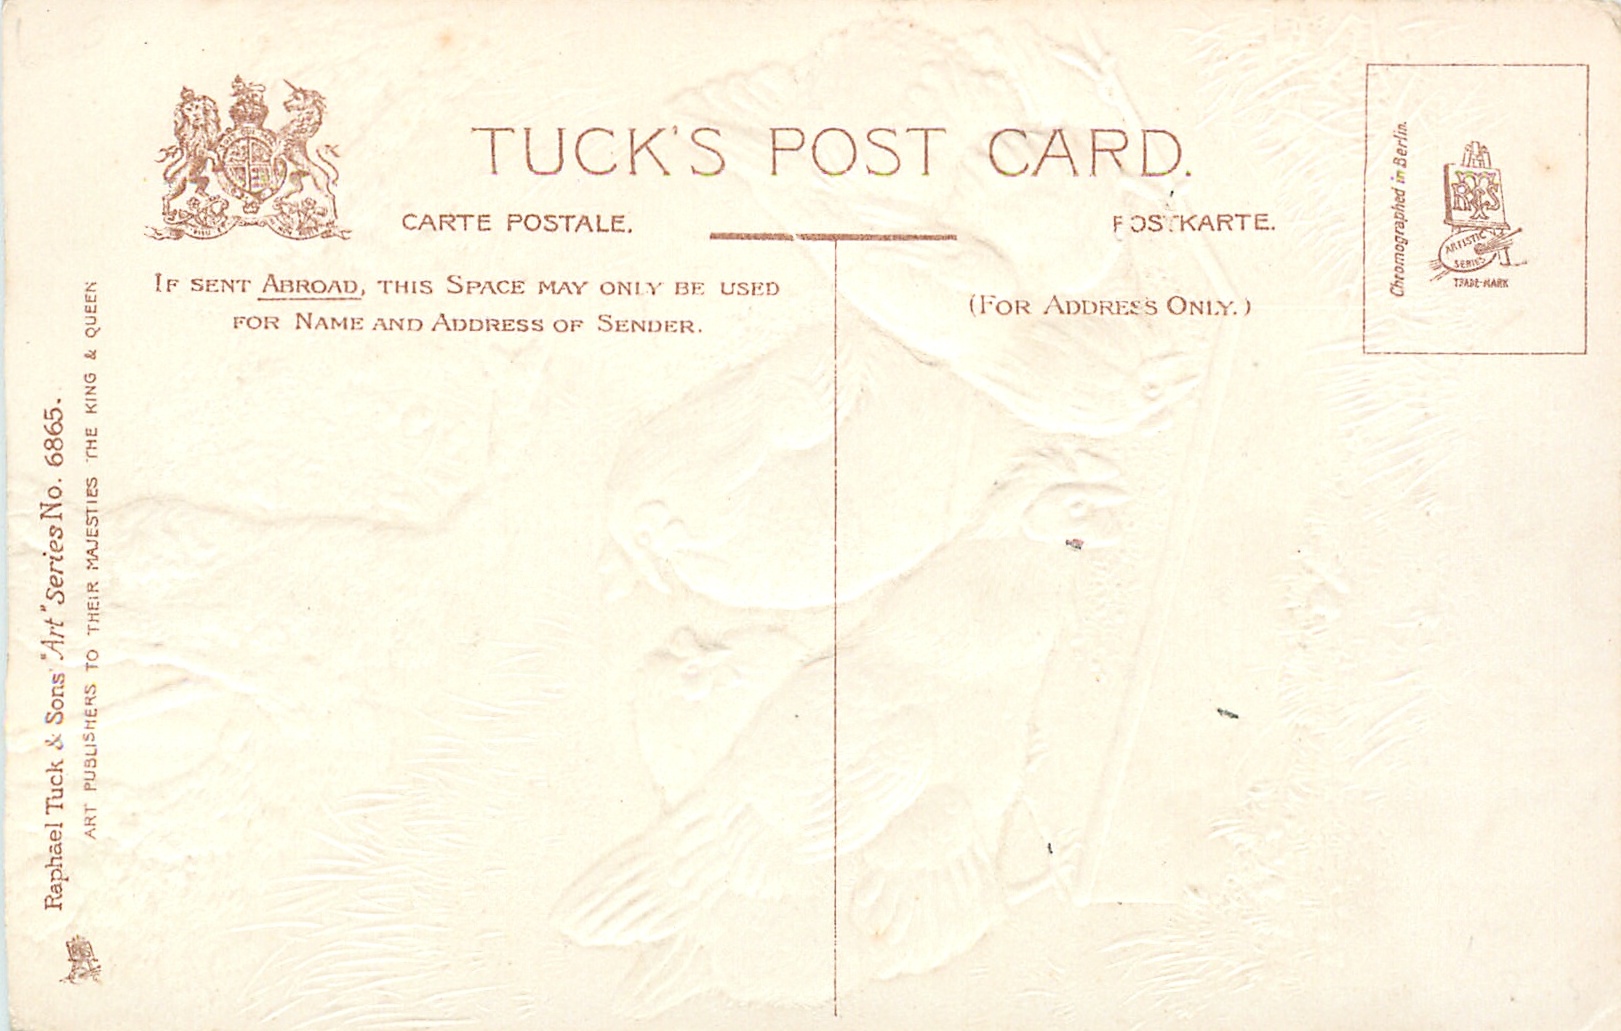 TUCK'S POST CARD.
CARTE POSTALE.
POSTKARTE.
IF SENT ABROAD, THIS SPACE MAY ONLY BE USED
FOR NAME AND ADDRESS OF SENDER.
(FOR ADDRESS ONLY.)
Chromographed in Berlin.
RTS
ARTISTIC
SERIES
TRADE-MARK
Raphael Tuck & Sons' "Art" Series No. 6865.
ART PUBLISHERS TO THEIR MAJESTIES THE KING & QUEEN